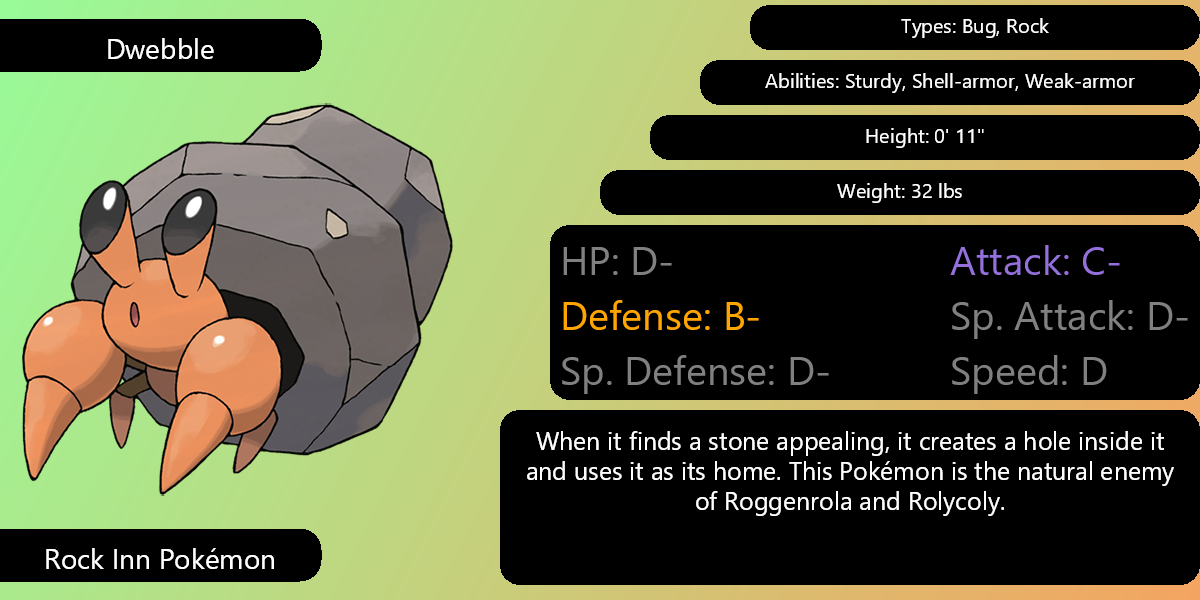 Dwebble
Types: Bug, Rock
Abilities: Sturdy, Shell-armor, Weak-armor
Height: 0' 11"
Weight: 32 lbs
HP: D-
Attack: C-
Defense: B-
Sp. Attack: D-
Sp. Defense: D-
Speed: D
When it finds a stone appealing, it creates a hole inside it
and uses it as its home. This Pokémon is the natural enemy
of Roggenrola and Rolycoly.
Rock Inn Pokémon